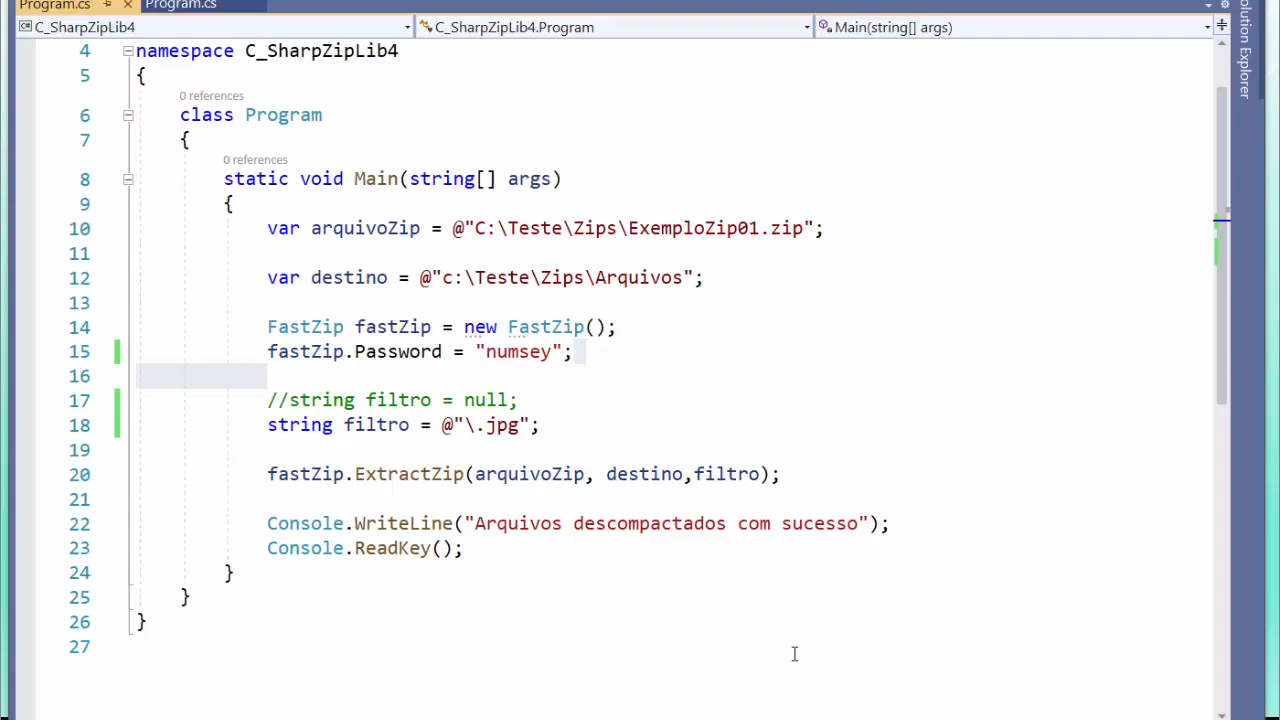 Program.cs Program.cs
C_SharpZipLib4 C_SharpZipLib4.Program Main(string[] args)
Solution Explorer
4 namespace C_SharpZipLib4
5 {
0 references
6 class Program
7 {
0 references
8 static void Main(string[] args)
9 {
10 var arquivoZip = @"C:\Teste\Zips\ExemploZip01.zip";
11
12 var destino = @"c:\Teste\Zips\Arquivos";
13
14 FastZip fastZip = new FastZip();
15 fastZip.Password = "numsey";
16
17 //string filtro = null;
18 string filtro = @"\.jpg";
19
20 fastZip.ExtractZip(arquivoZip, destino,filtro);
21
22 Console.WriteLine("Arquivos descompactados com sucesso");
23 Console.ReadKey();
24 }
25 }
26 }
27